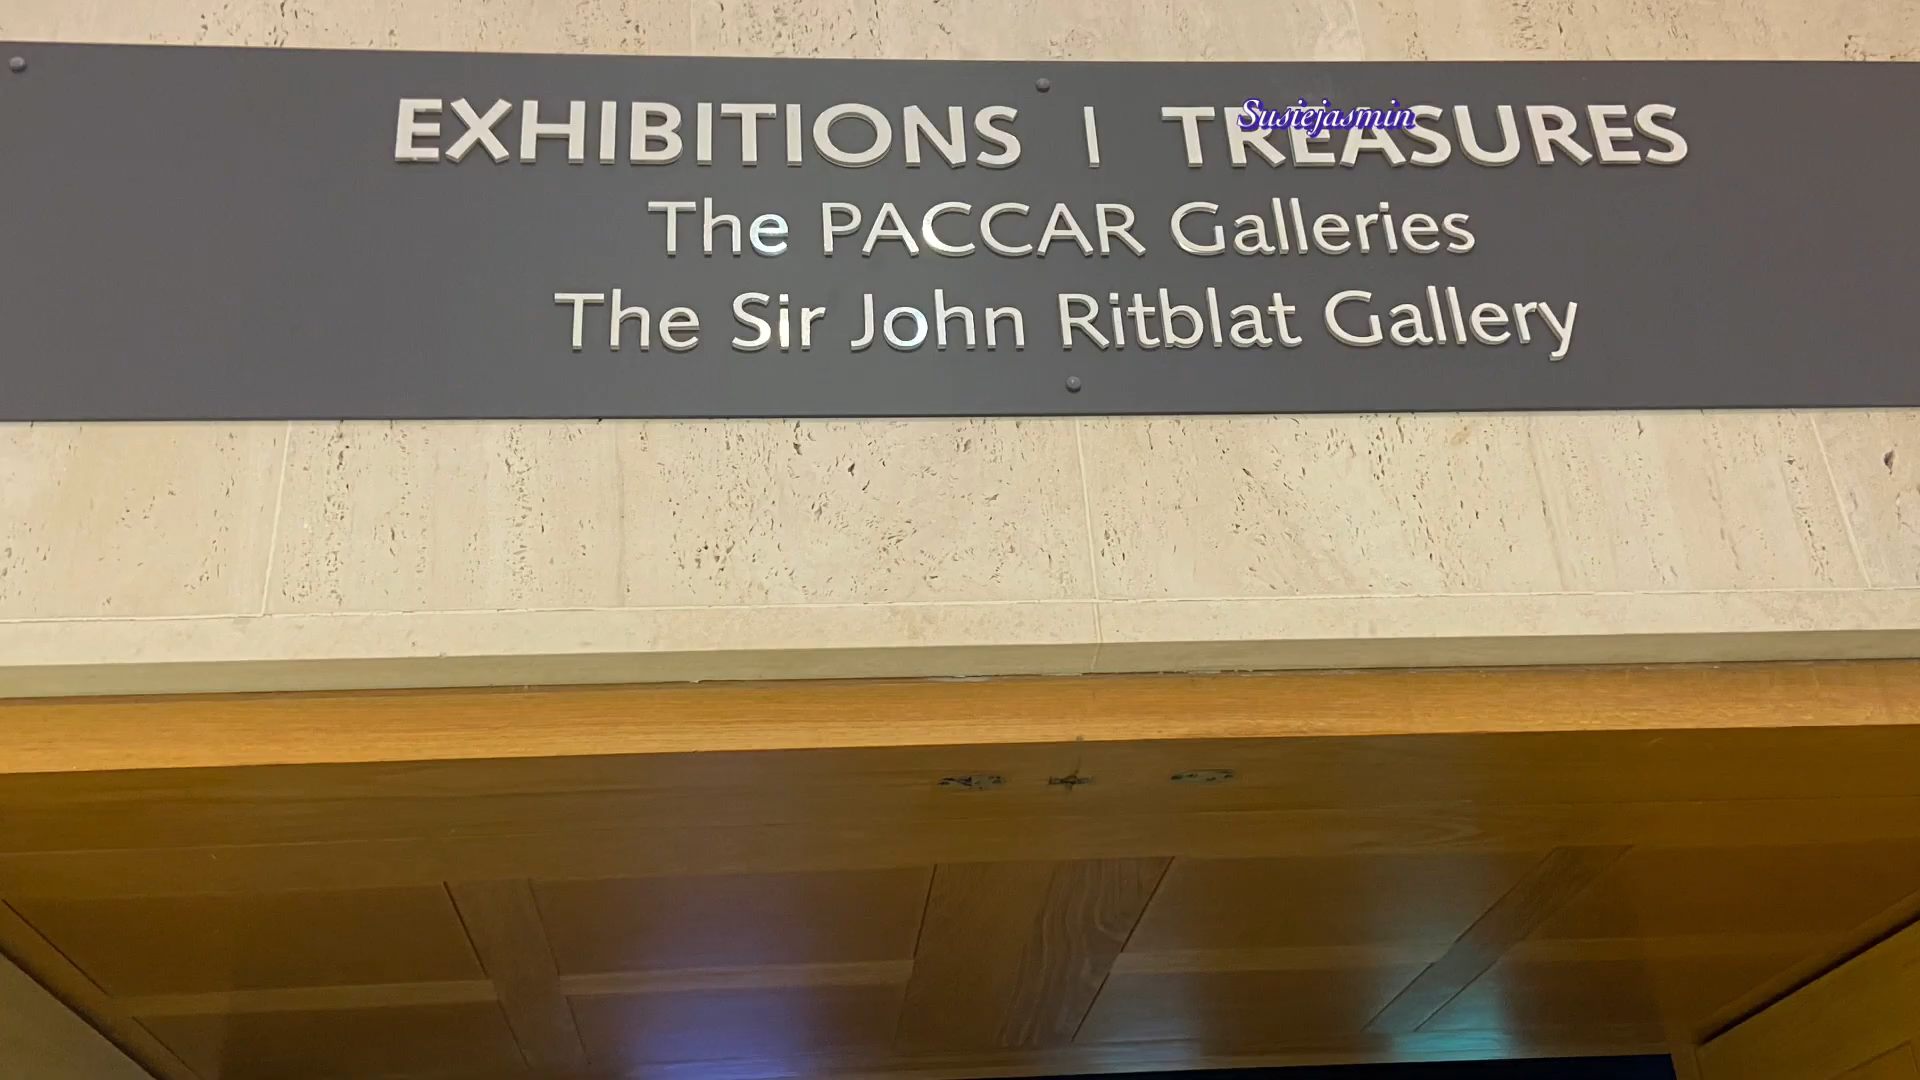 EXHIBITIONS | TREASURES
Susiejasmin
The PACCAR Galleries
The Sir John Ritblat Gallery